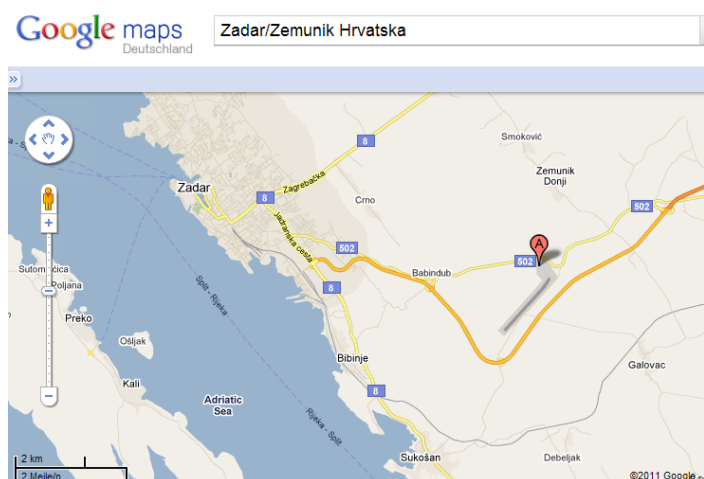 Google maps
Deutschland
Zadar/Zemunik Hrvatska
»
Smoković
8
Zemunik
Donji
Zadar
Zagrebačka
8
Crno
502
Jadranska cesta
502
502
A
Split - Rijeka
Babindub
8
Poljana
Preko
Ošljak
Bibinje
Galovac
Kali
8
Adriatic
Sea
Rijeka - Split
Sukošan
Debeljak
2 km
2 Meile/n
©2011 Google